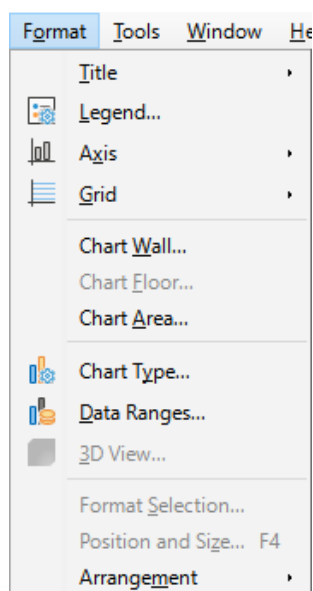 Format Tools Window He
Title
Legend...
Axis
Grid
Chart Wall...
Chart Floor...
Chart Area...
Chart Type...
Data Ranges...
3D View...
Format Selection...
Position and Size... F4
Arrangement